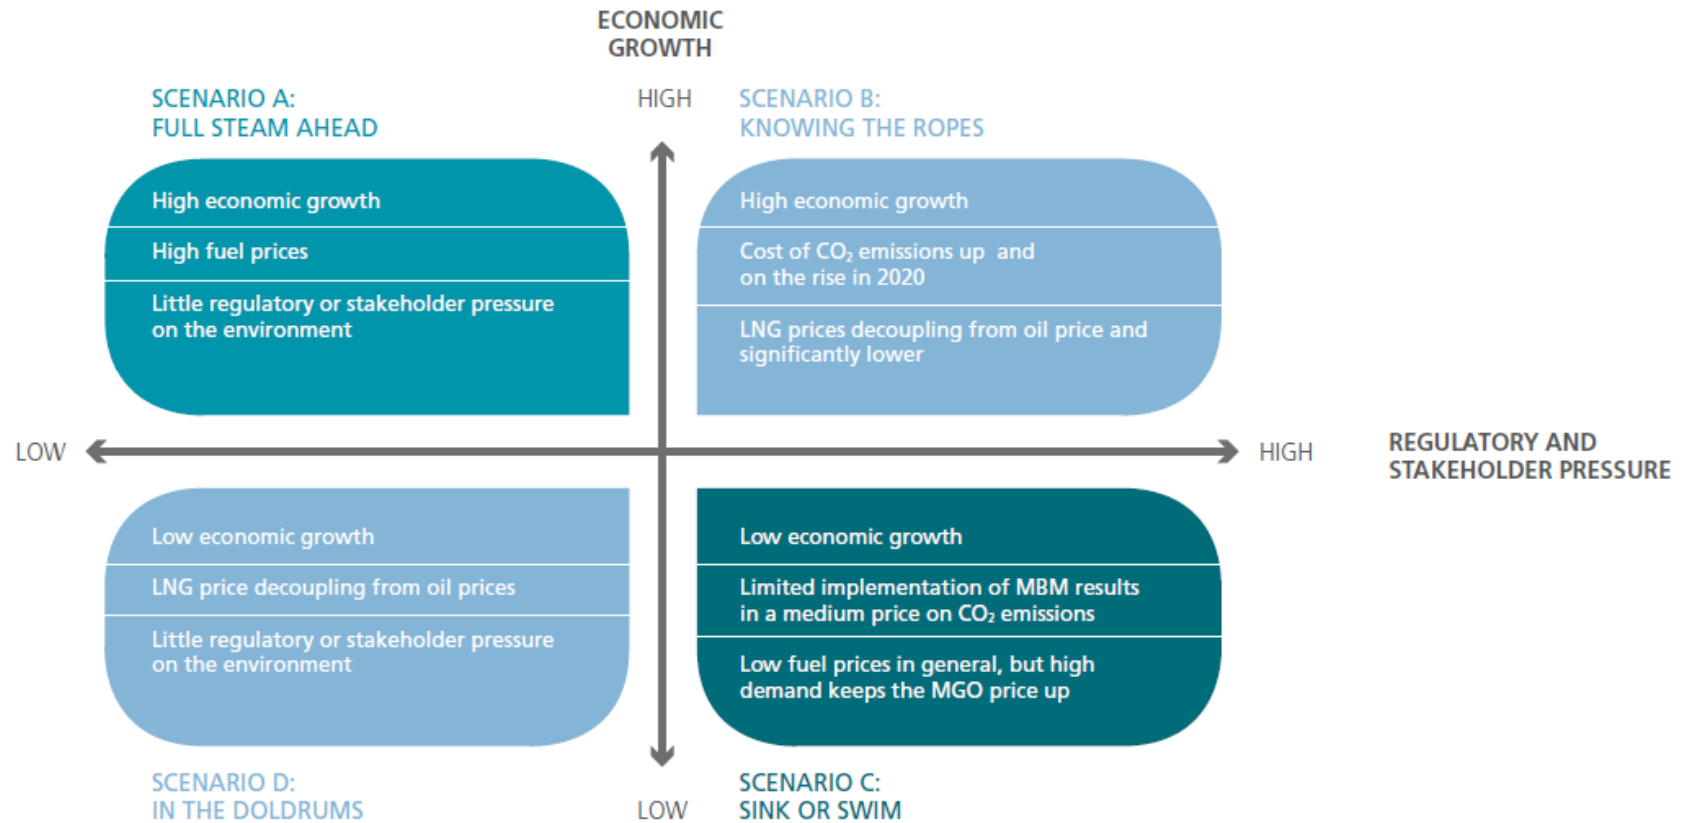 ECONOMIC
GROWTH
SCENARIO A:
FULL STEAM AHEAD
HIGH
SCENARIO B:
KNOWING THE ROPES
High economic growth
High fuel prices
Little regulatory or stakeholder pressure
on the environment
High economic growth
Cost of CO₂ emissions up and
on the rise in 2020
LNG prices decoupling from oil price and
significantly lower
LOW
HIGH
REGULATORY AND
STAKEHOLDER PRESSURE
Low economic growth
LNG price decoupling from oil prices
Little regulatory or stakeholder pressure
on the environment
Low economic growth
Limited implementation of MBM results
in a medium price on CO₂ emissions
Low fuel prices in general, but high
demand keeps the MGO price up
SCENARIO D:
IN THE DOLDRUMS
LOW
SCENARIO C:
SINK OR SWIM